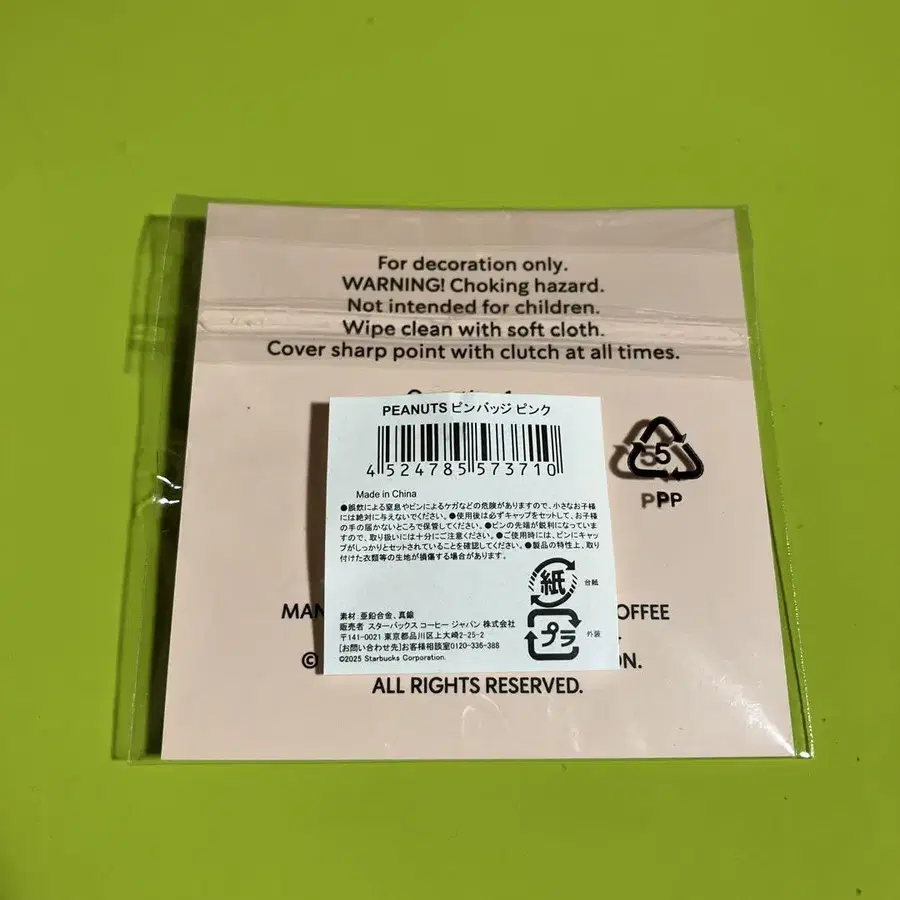 For decoration only.
WARNING! Choking hazard.
Not intended for children.
Wipe clean with soft cloth.
Cover sharp point with clutch at all times.
PEANUTS ピンバッジ ピンク
4 524785 573710
Made in China
●誤飲による窒息やピンによるケガなどの危険がありますので、小さなお子様
には絶対に与えないでください。●使用後は必ずキャップをセットして、お子様
の手の届かないところで保管してください。●ピンの先端が鋭利になっていま
すので、取り扱いには十分にご注意ください。●ご使用時には、ピンにキャッ
プがしっかりとセットされていることを確認してください。●製品の特性上、取り
付けた衣類等の生地が損傷する場合があります。
55
PPP
紙 台紙
プラ 外装
素材 亜鉛合金、真鍮
販売者 スターバックス コーヒー ジャパン 株式会社
〒141-0021 東京都品川区上大崎2-25-2
[お問い合わせ先]お客様相談室0120-336-388
©2025 Starbucks Corporation.
MAN OFFEE
© ON.
ALL RIGHTS RESERVED.